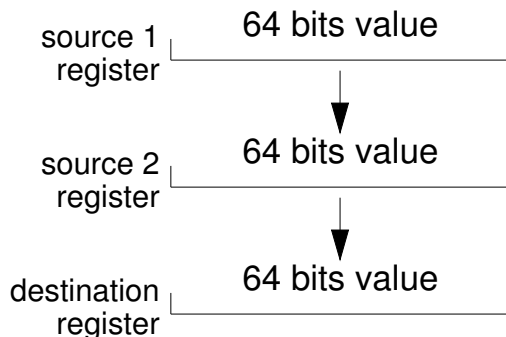 64 bits value
source 1
register
64 bits value
source 2
register
64 bits value
destination
register